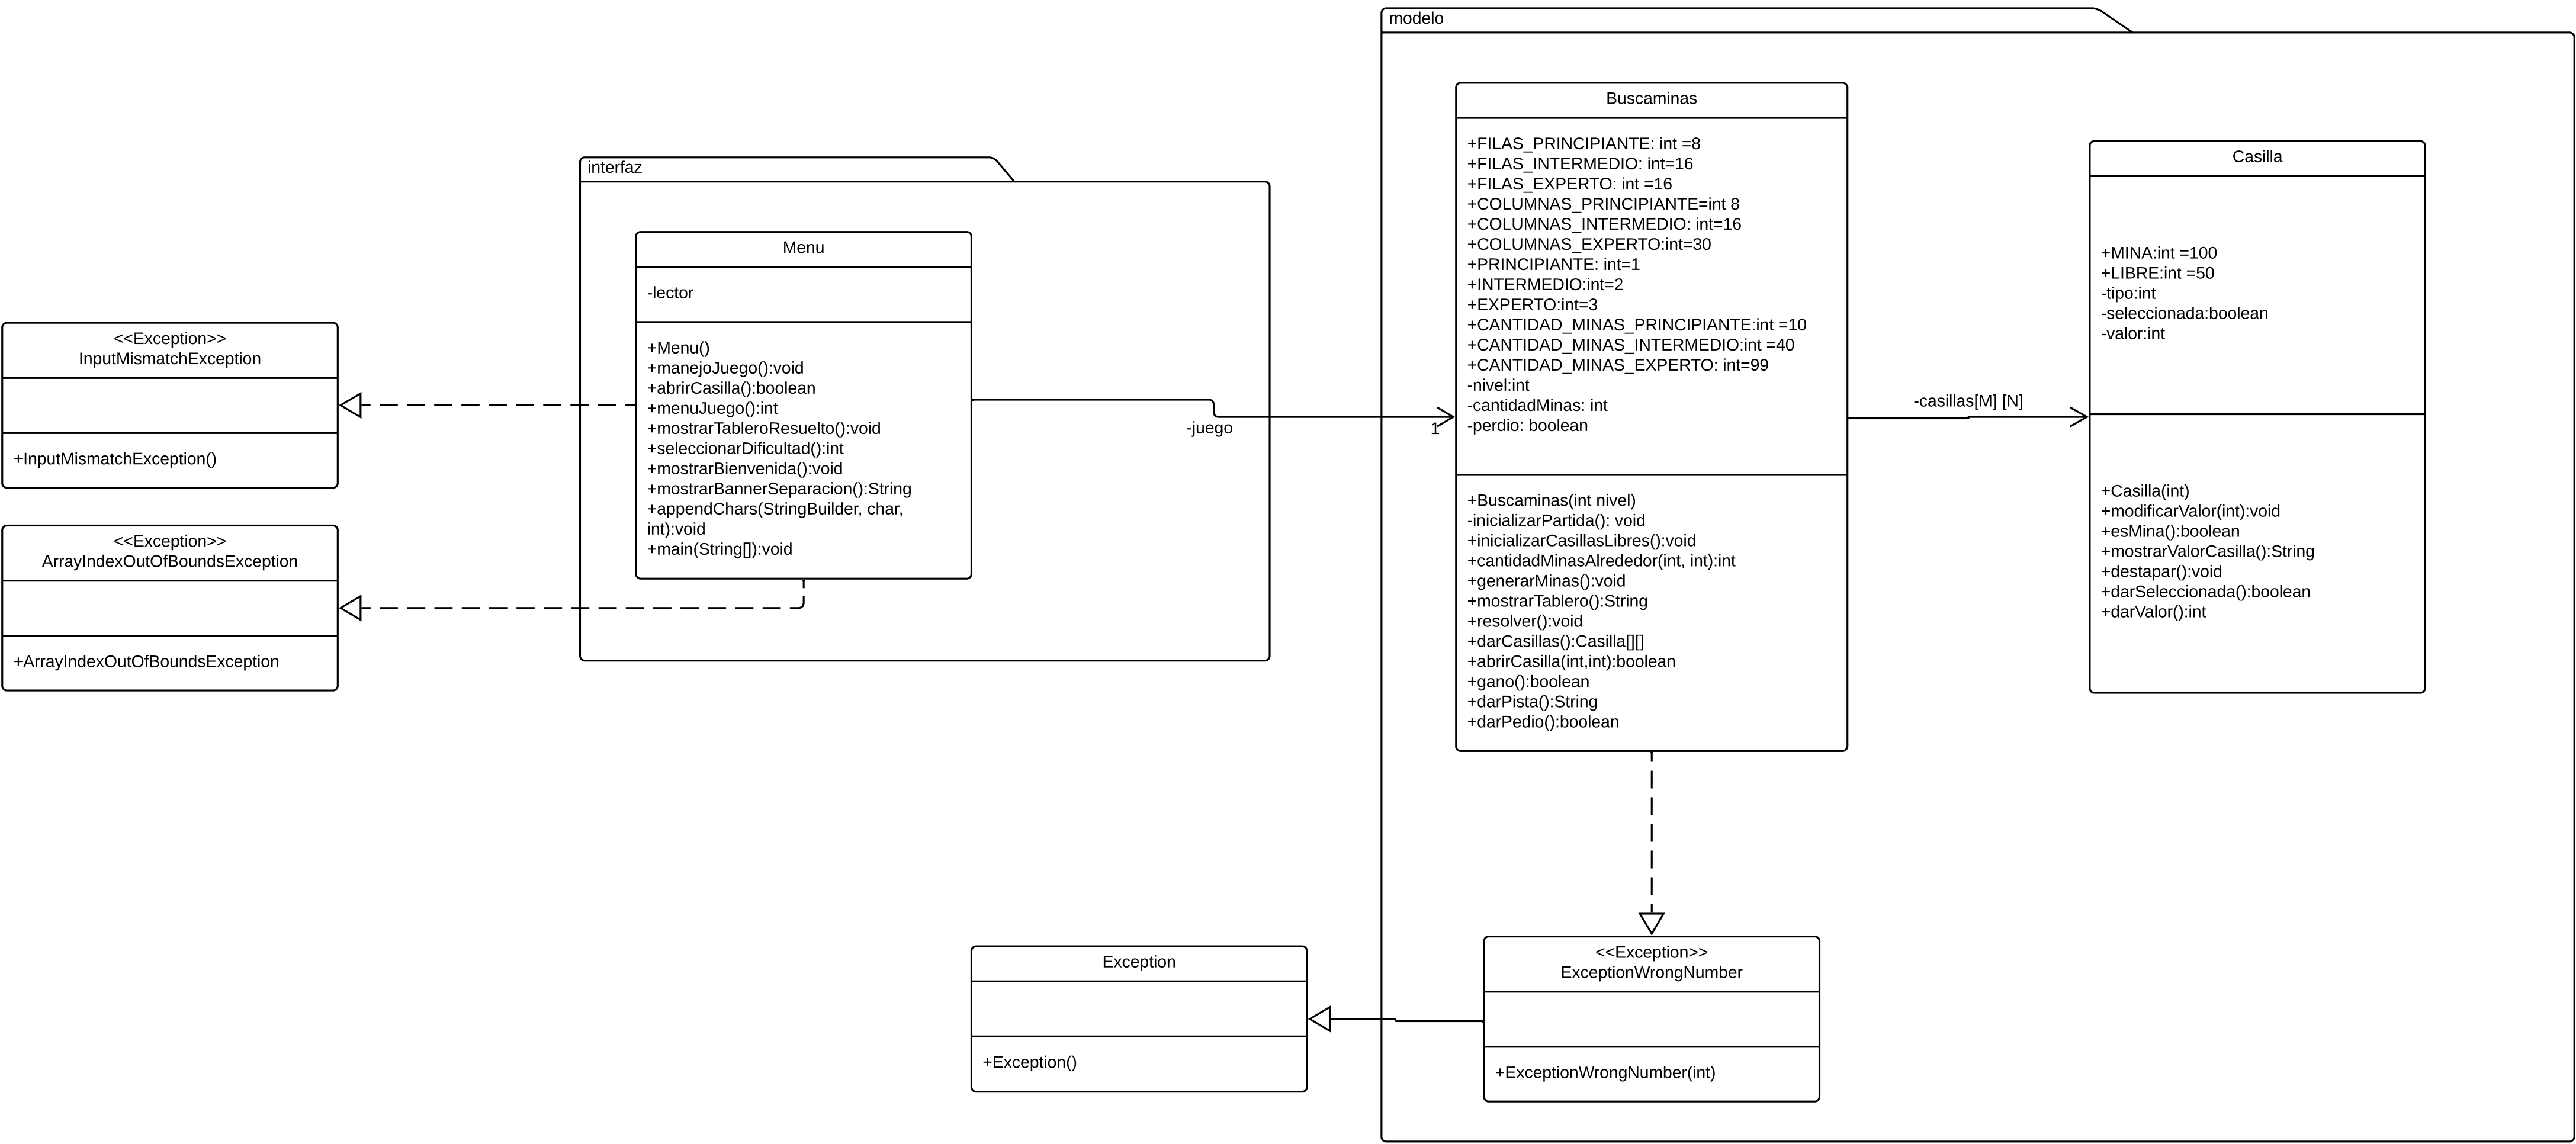 modelo
Buscaminas
+FILAS_PRINCIPIANTE: int =8
+FILAS_INTERMEDIO: int=16
+FILAS_EXPERTO: int =16
+COLUMNAS_PRINCIPIANTE=int 8
+COLUMNAS_INTERMEDIO: int=16
+COLUMNAS_EXPERTO:int=30
+PRINCIPIANTE: int=1
+INTERMEDIO:int=2
+EXPERTO:int=3
+CANTIDAD_MINAS_PRINCIPIANTE:int =10
+CANTIDAD_MINAS_INTERMEDIO:int =40
+CANTIDAD_MINAS_EXPERTO: int=99
-nivel:int
-cantidadMinas: int
-perdio: boolean
+Buscaminas(int nivel)
-inicializarPartida(): void
+inicializarCasillasLibres():void
+cantidadMinasAlrededor(int, int):int
+generarMinas():void
+mostrarTablero():String
+resolver():void
+darCasillas():Casilla[][]
+abrirCasilla(int,int):boolean
+gano():boolean
+darPista():String
+darPedio():boolean
-casillas[M] [N]
Casilla
+MINA:int =100
+LIBRE:int =50
-tipo:int
-seleccionada:boolean
-valor:int
+Casilla(int)
+modificarValor(int):void
+esMina():boolean
+mostrarValorCasilla():String
+destapar():void
+darSeleccionada():boolean
+darValor():int
interfaz
Menu
-lector
+Menu()
+manejoJuego():void
+abrirCasilla():boolean
+menuJuego():int
+mostrarTableroResuelto():void
+seleccionarDificultad():int
+mostrarBienvenida():void
+mostrarBannerSeparacion():String
+appendChars(StringBuilder, char,
int):void
+main(String[]):void
-juego
1
<<Exception>>
InputMismatchException
+InputMismatchException()
<<Exception>>
ArrayIndexOutOfBoundsException
+ArrayIndexOutOfBoundsException
Exception
+Exception()
<<Exception>>
ExceptionWrongNumber
+ExceptionWrongNumber(int)